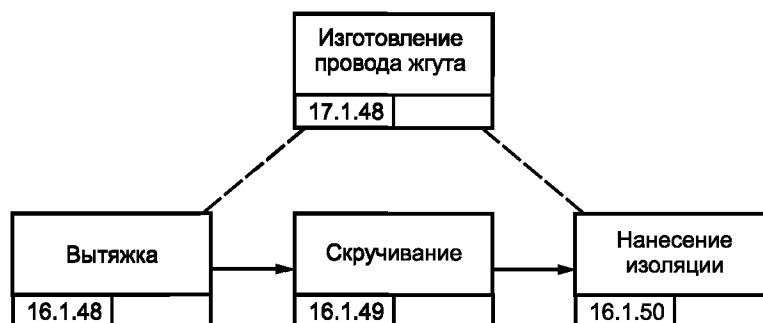 Изготовление
провода жгута
17.1.48
Вытяжка
16.1.48
Скручивание
16.1.49
Нанесение
изоляции
16.1.50